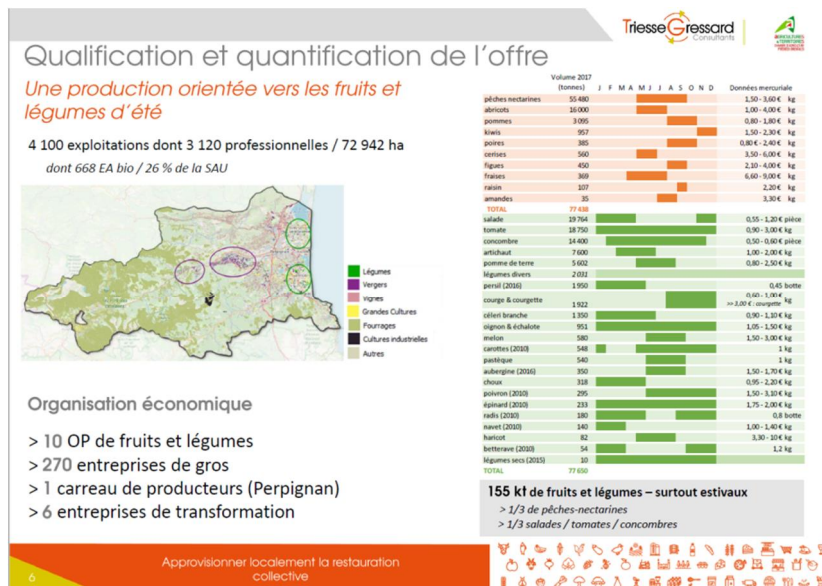 Triesse Gressard
Consultants
AGRICULTURES & TERRITOIRES
Qualification et quantification de l'offre
Une production orientée vers les fruits et
légumes d'été
4 100 exploitations dont 3 120 professionnelles / 72 942 ha
dont 668 EA bio / 26 % de la SAU
Légumes
Vergers
vignes
Grandes Cultures
Fourrages
Cultures industrielles
Autres
Organisation économique
> 10 OP de fruits et légumes
> 270 entreprises de gros
> 1 carreau de producteurs (Perpignan)
> 6 entreprises de transformation
Volume 2017
(tonnes) J F M A M J J A S O N D Données mercuriale
pêches nectarines 55 480 1,50 - 3,60 € kg
abricots 16 000 1,00 - 4,00 € kg
pommes 3 095 0,80 - 1,80 € kg
kiwis 957 1,50 - 2,30 € kg
poires 385 0,80 € - 2,40 € kg
cerises 560 3,50 - 6,00 € kg
figues 450 2,10 - 4,00 € kg
fraises 369 6,60 - 9,00 € kg
raisin 107 2,20 € kg
amandes 35 3,30 € kg
TOTAL 77 438
salade 19 764 0,55 - 1,20 € pièce
tomate 18 750 0,90 - 3,00 € kg
concombre 14 400 0,50 - 0,60 € pièce
artichaut 7 600 1,00 - 2,00 € kg
pomme de terre 5 602 0,80 - 2,50 € kg
légumes divers 2 031
persil (2016) 1 950 0,45 botte
courge & courgette 1 922 0,60 - 1,00 € kg
>> 3,00 € : courgette
céleri branche 1 350 0,90 - 1,10 € kg
oignon & échalote 951 1,05 - 1,50 € kg
melon 580 1,50 - 3,00 € kg
carottes (2010) 548 1 kg
pastèque 540 1 kg
aubergine (2016) 350 1,50 - 1,70 € kg
choux 318 0,95 - 2,20 € kg
poivron (2010) 295 1,50 - 3,10 € kg
épinard (2010) 233 1,75 - 2,00 € kg
radis (2010) 180 0,8 botte
navet (2010) 140 1,00 - 1,40 € kg
haricot 82 3,30 - 10 € kg
betterave (2010) 54 1,2 kg
légumes secs (2015) 10
TOTAL 77 650
155 kt de fruits et légumes – surtout estivaux
> 1/3 de pêches-nectarines
> 1/3 salades / tomates / concombres
6
Approvisionner localement la restauration
collective